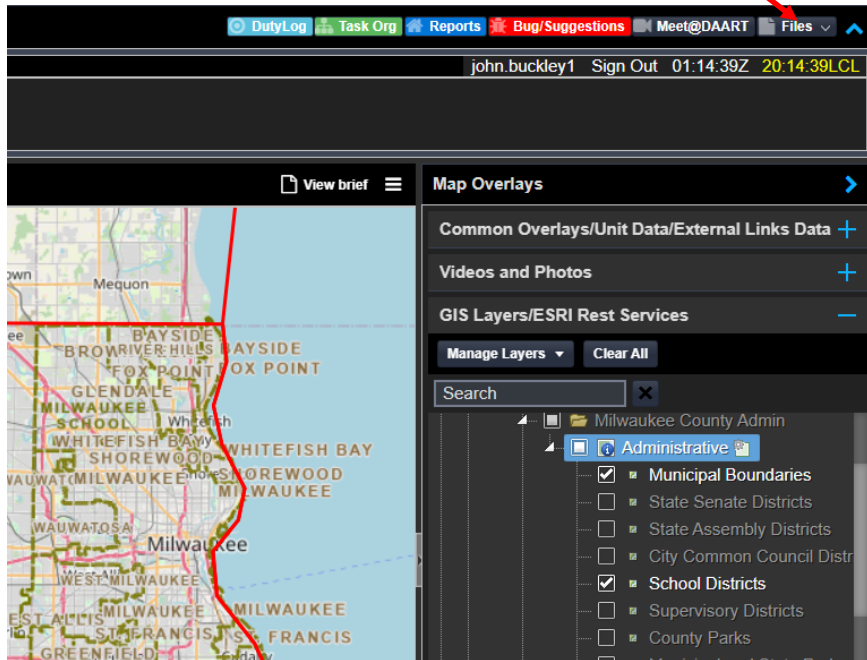 DutyLog Task Org Reports Bug/Suggestions Meet@DAART Files
john.buckley1 Sign Out 01:14:39Z 20:14:39LCL
View brief
Map Overlays
Common Overlays/Unit Data/External Links Data
Videos and Photos
GIS Layers/ESRI Rest Services
Manage Layers Clear All
Search
Milwaukee County Admin
Administrative
Municipal Boundaries
State Senate Districts
State Assembly Districts
City Common Council Distr
School Districts
Supervisory Districts
County Parks
Mequon
BAYSIDE
RIVER HILLS BAYSIDE
FOX POINT FOX POINT
GLENDALE
MILWAUKEE
SCHOOL
WHITEFISH BAY WHITEFISH BAY
SHOREWOOD SHOREWOOD
MILWAUKEE MILWAUKEE
WAUWATOSA
Milwaukee
WEST MILWAUKEE
MILWAUKEE MILWAUKEE
ST. FRANCIS ST. FRANCIS
GREENFIELD